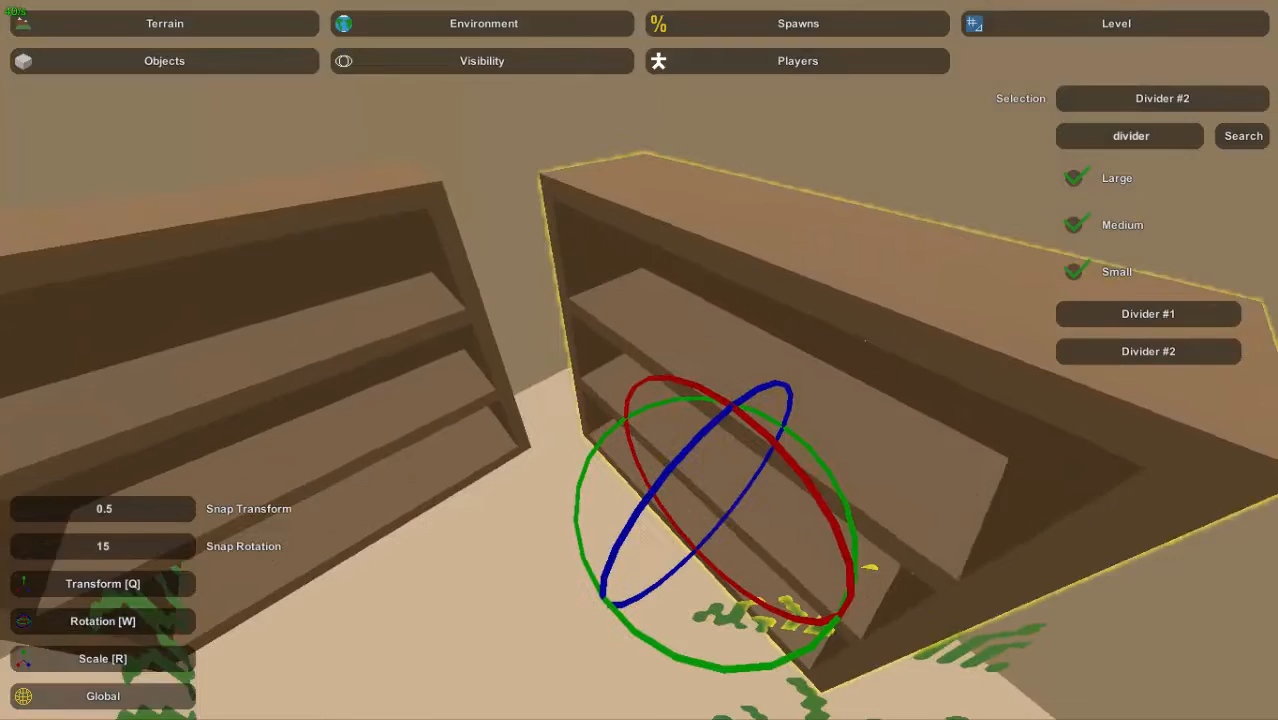 40/s
Terrain
Environment
% Spawns
Level
Objects
Visibility
Players
Selection
Divider #2
divider
Search
Large
Medium
Small
Divider #1
Divider #2
0.5
Snap Transform
15
Snap Rotation
Transform [Q]
Rotation [W]
Scale [R]
Global